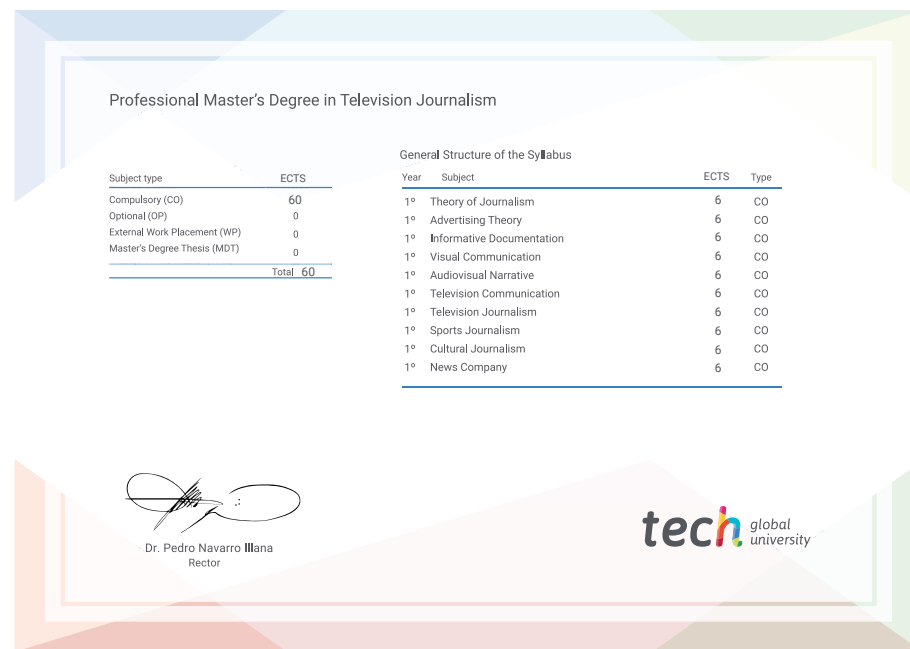 Professional Master's Degree in Television Journalism
General Structure of the Syllabus
Subject type ECTS
Compulsory (CO) 60
Optional (OP) 0
External Work Placement (WP) 0
Master's Degree Thesis (MDT) 0
Total 60
Year Subject ECTS Type
1º Theory of Journalism 6 CO
1º Advertising Theory 6 CO
1º Informative Documentation 6 CO
1º Visual Communication 6 CO
1º Audiovisual Narrative 6 CO
1º Television Communication 6 CO
1º Television Journalism 6 CO
1º Sports Journalism 6 CO
1º Cultural Journalism 6 CO
1º News Company 6 CO
Dr. Pedro Navarro Illana
Rector
tech global
university